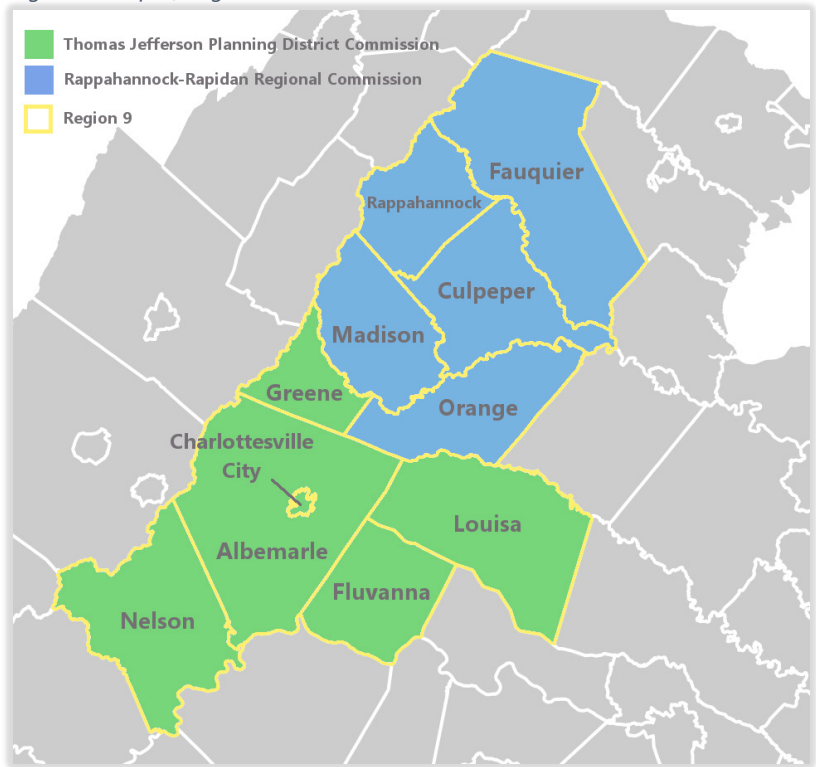 Thomas Jefferson Planning District Commission
Rappahannock-Rapidan Regional Commission
Region 9
Fauquier
Rappahannock
Culpeper
Madison
Greene
Orange
Charlottesville
City
Louisa
Albemarle
Fluvanna
Nelson